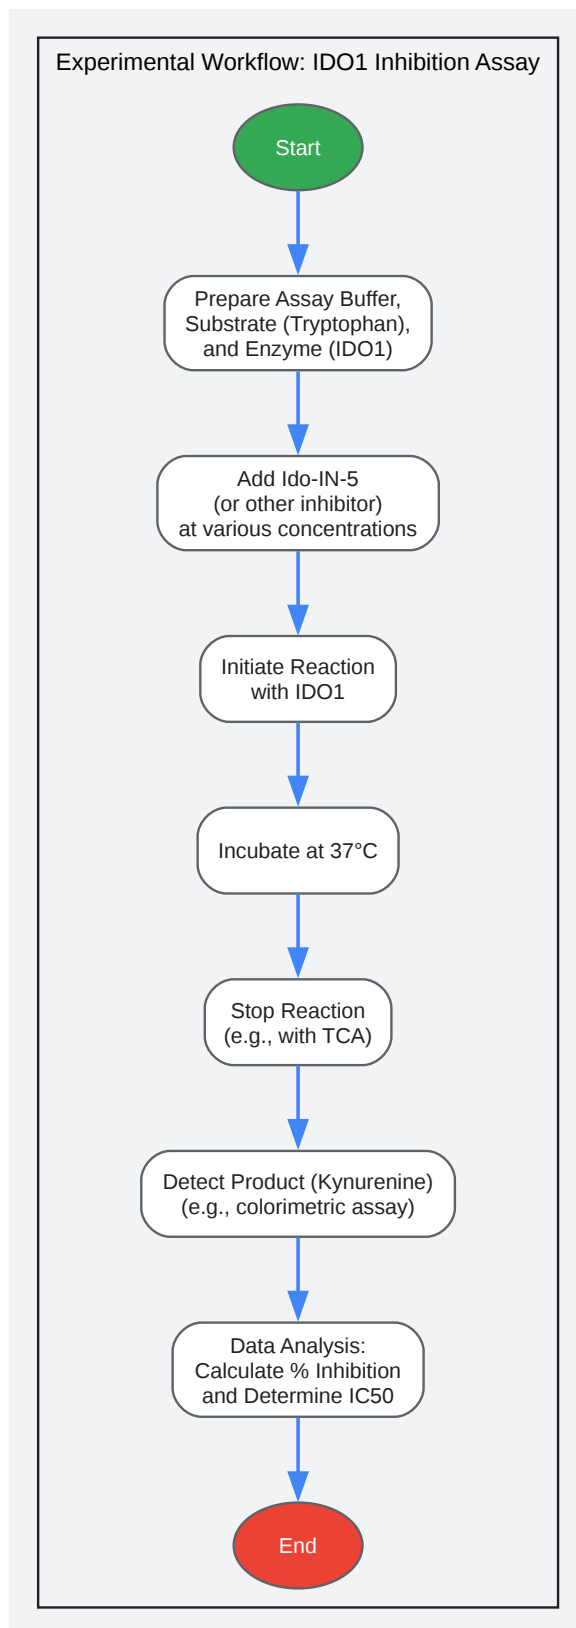 Experimental Workflow: IDO1 Inhibition Assay
Start
Prepare Assay Buffer,
Substrate (Tryptophan),
and Enzyme (IDO1)
Add Ido-IN-5
(or other inhibitor)
at various concentrations
Initiate Reaction
with IDO1
Incubate at 37°C
Stop Reaction
(e.g., with TCA)
Detect Product (Kynurenine)
(e.g., colorimetric assay)
Data Analysis:
Calculate % Inhibition
and Determine IC50
End